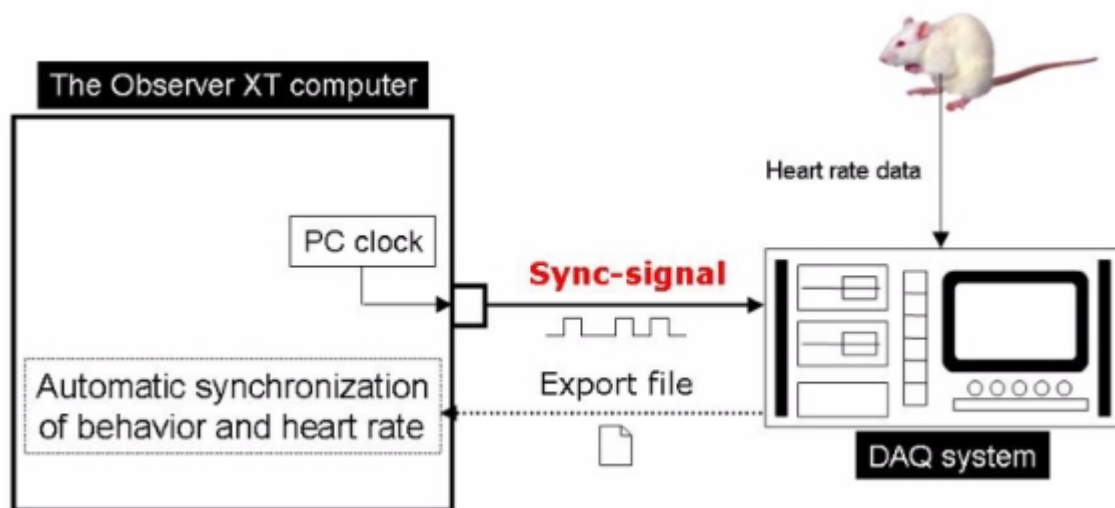 The Observer XT computer
Heart rate data
PC clock
Sync-signal
Export file
Automatic synchronization
of behavior and heart rate
DAQ system